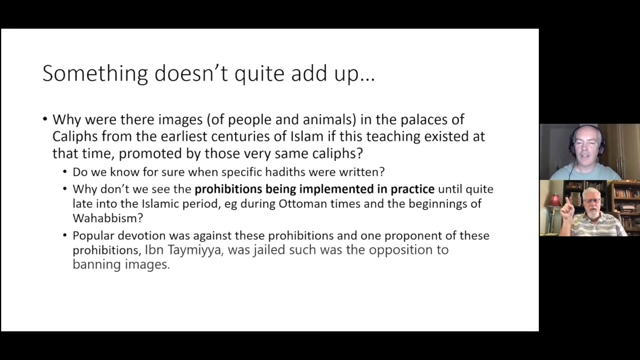 Something doesn't quite add up...
• Why were there images (of people and animals) in the palaces of
Caliphs from the earliest centuries of Islam if this teaching existed at
that time, promoted by those very same caliphs?
• Do we know for sure when specific hadiths were written?
• Why don't we see the prohibitions being implemented in practice until quite
late into the Islamic period, eg during Ottoman times and the beginnings of
Wahabbism?
• Popular devotion was against these prohibitions and one proponent of these
prohibitions, Ibn Taymiyya, was jailed such was the opposition to
banning images.